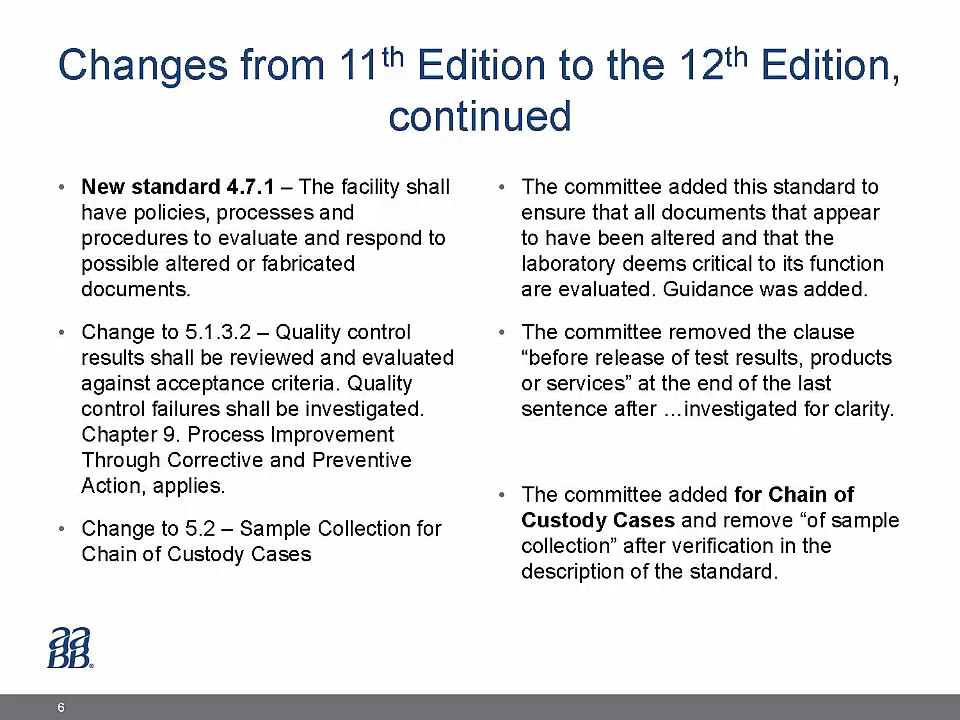 Changes from 11th Edition to the 12th Edition,
continued
• New standard 4.7.1 – The facility shall
have policies, processes and
procedures to evaluate and respond to
possible altered or fabricated
documents.
• Change to 5.1.3.2 – Quality control
results shall be reviewed and evaluated
against acceptance criteria. Quality
control failures shall be investigated.
Chapter 9. Process Improvement
Through Corrective and Preventive
Action, applies.
• Change to 5.2 – Sample Collection for
Chain of Custody Cases
• The committee added this standard to
ensure that all documents that appear
to have been altered and that the
laboratory deems critical to its function
are evaluated. Guidance was added.
• The committee removed the clause
“before release of test results, products
or services” at the end of the last
sentence after …investigated for clarity.
• The committee added for Chain of
Custody Cases and remove “of sample
collection” after verification in the
description of the standard.
aa
BB®
6